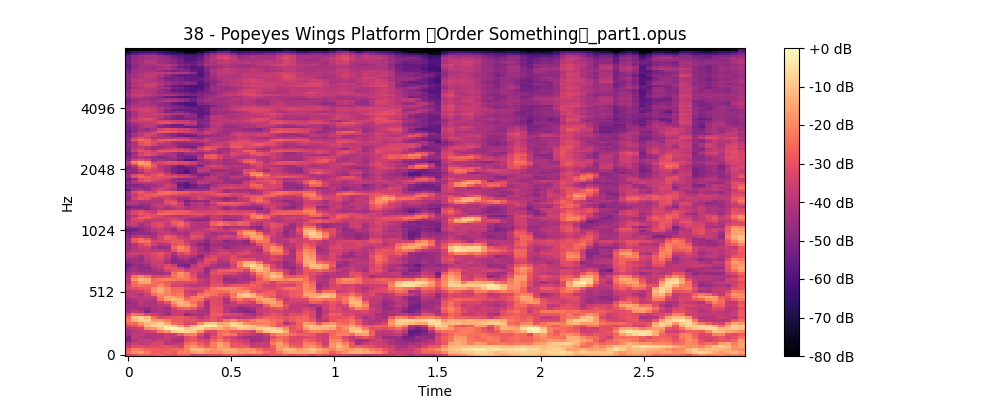 38 - Popeyes Wings Platform ▯Order Something▯_part1.opus
+0 dB
4096
-10 dB
-20 dB
2048
-30 dB
Hz
1024
-40 dB
-50 dB
512
-60 dB
-70 dB
0
-80 dB
0 0.5 1 1.5 2 2.5
Time